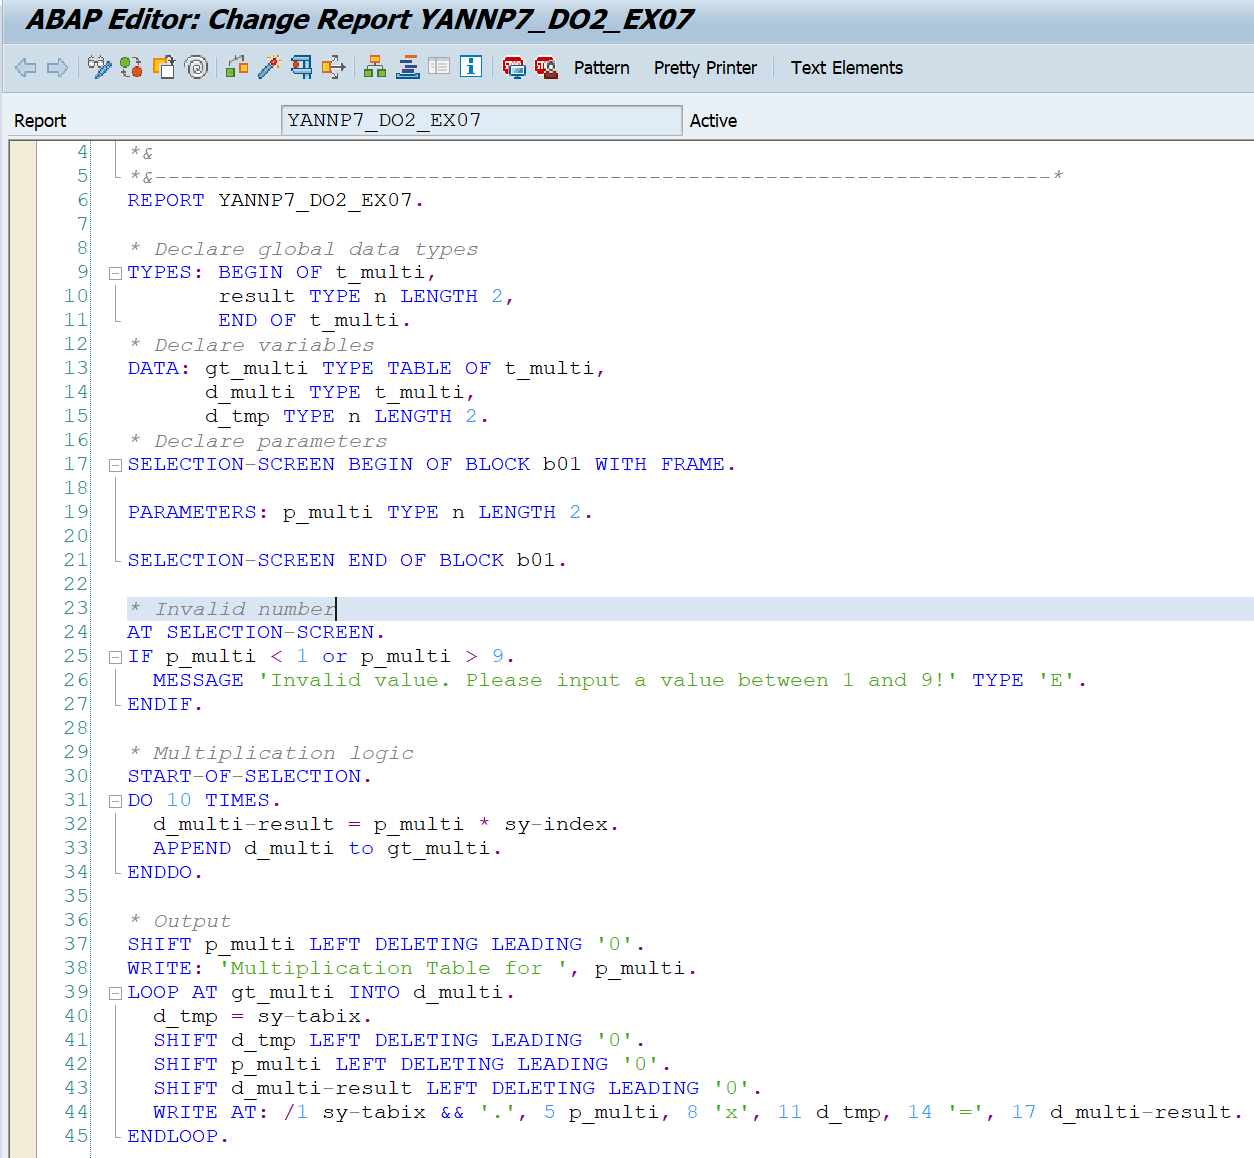 ABAP Editor: Change Report YANNP7_DO2_EX07
Pattern Pretty Printer Text Elements
Report YANNP7_DO2_EX07 Active
4 *&
5 *&---------------------------------------------------------------------*
6 REPORT YANNP7_DO2_EX07.
7
8 * Declare global data types
9 TYPES: BEGIN OF t_multi,
10 result TYPE n LENGTH 2,
11 END OF t_multi.
12 * Declare variables
13 DATA: gt_multi TYPE TABLE OF t_multi,
14 d_multi TYPE t_multi,
15 d_tmp TYPE n LENGTH 2.
16 * Declare parameters
17 SELECTION-SCREEN BEGIN OF BLOCK b01 WITH FRAME.
18
19 PARAMETERS: p_multi TYPE n LENGTH 2.
20
21 SELECTION-SCREEN END OF BLOCK b01.
22
23 * Invalid number
24 AT SELECTION-SCREEN.
25 IF p_multi < 1 or p_multi > 9.
26 MESSAGE 'Invalid value. Please input a value between 1 and 9!' TYPE 'E'.
27 ENDIF.
28
29 * Multiplication logic
30 START-OF-SELECTION.
31 DO 10 TIMES.
32 d_multi-result = p_multi * sy-index.
33 APPEND d_multi to gt_multi.
34 ENDDO.
35
36 * Output
37 SHIFT p_multi LEFT DELETING LEADING '0'.
38 WRITE: 'Multiplication Table for ', p_multi.
39 LOOP AT gt_multi INTO d_multi.
40 d_tmp = sy-tabix.
41 SHIFT d_tmp LEFT DELETING LEADING '0'.
42 SHIFT p_multi LEFT DELETING LEADING '0'.
43 SHIFT d_multi-result LEFT DELETING LEADING '0'.
44 WRITE AT: /1 sy-tabix && '.', 5 p_multi, 8 'x', 11 d_tmp, 14 '=', 17 d_multi-result.
45 ENDLOOP.